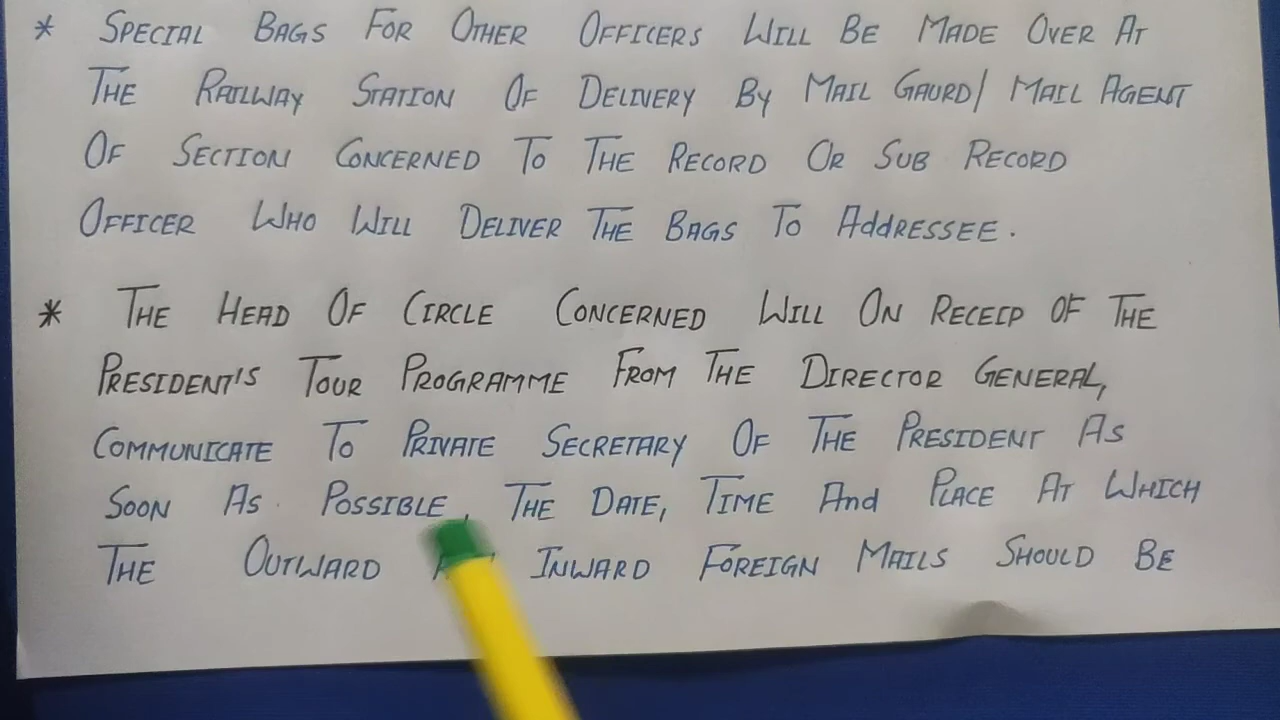 * SPECIAL BAGS FOR OTHER OFFICERS WILL BE MADE OVER AT
THE RAILWAY STATION OF DELIVERY BY MAIL GAURD/ MAIL AGENT
OF SECTION CONCERNED TO THE RECORD OR SUB RECORD
OFFICER WHO WILL DELIVER THE BAGS TO ADDRESSEE.
* THE HEAD OF CIRCLE CONCERNED WILL ON RECEIP OF THE
PRESIDENT'S TOUR PROGRAMME FROM THE DIRECTOR GENERAL,
COMMUNICATE TO PRIVATE SECRETARY OF THE PRESIDENT AS
SOON AS POSSIBLE, THE DATE, TIME And PLACE AT WHICH
THE OUTWARD INWARD FOREIGN MAILS SHOULD BE